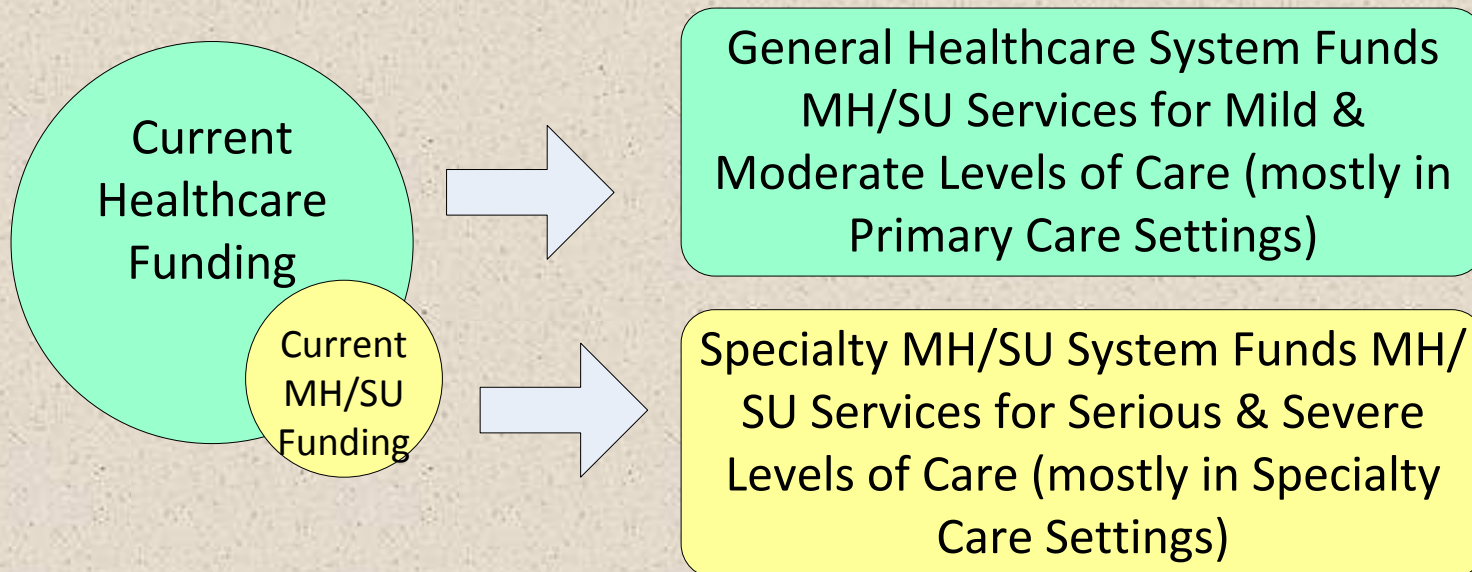 Current
Healthcare
Funding
Current
MH/SU
Funding
General Healthcare System Funds
MH/SU Services for Mild &
Moderate Levels of Care (mostly in
Primary Care Settings)
Specialty MH/SU System Funds MH/
SU Services for Serious & Severe
Levels of Care (mostly in Specialty
Care Settings)